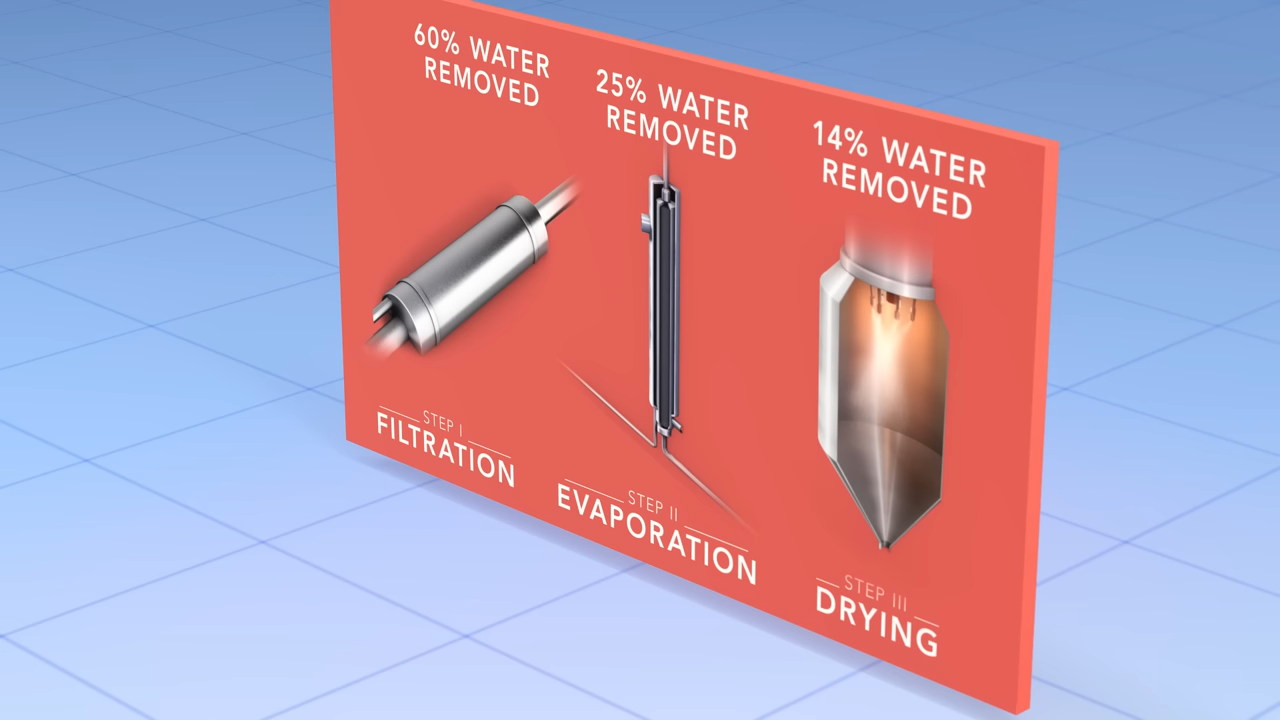 60% WATER
REMOVED
25% WATER
REMOVED
14% WATER
REMOVED
STEP I
FILTRATION
STEP II
EVAPORATION
STEP III
DRYING